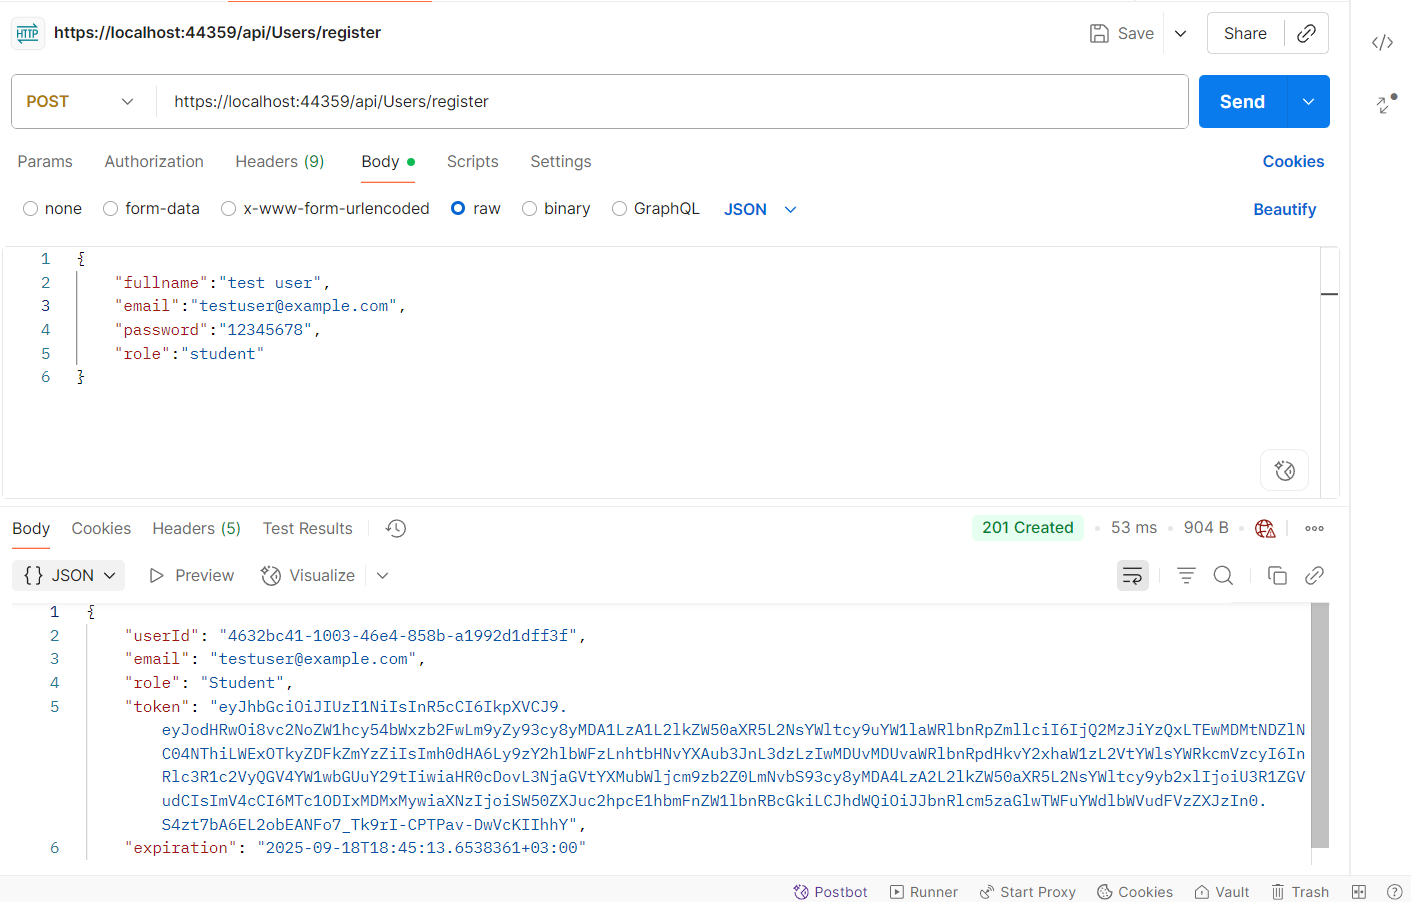 HTTP https://localhost:44359/api/Users/register Save Share
POST https://localhost:44359/api/Users/register Send
Params Authorization Headers (9) Body Scripts Settings Cookies
none form-data x-www-form-urlencoded raw binary GraphQL JSON Beautify
1 {
2 "fullname":"test user",
3 "email":"testuser@example.com",
4 "password":"12345678",
5 "role":"student"
6 }
Body Cookies Headers (5) Test Results 201 Created 53 ms 904 B
{} JSON Preview Visualize
1 {
2 "userId": "4632bc41-1003-46e4-858b-a1992d1dff3f",
3 "email": "testuser@example.com",
4 "role": "Student",
5 "token": "eyJhbGciOiJIUzI1NiIsInR5cCI6IkpXVCJ9.
eyJodHRwOi8vc2NoZW1hcy54bWxzb2FwLm9yZy93cy8yMDA1LzA1L2lkZW50aXR5L2NsYWltcy9uYW1laWRlbnRpZmllciI6IjQ2MzJiYzQxLTEwMDMtNDZlN
C04NThiLWExOTkyZDFkZmYzZiIsImh0dHA6Ly9zY2hlbWFzLnhtbHNvYXAub3JnL3dzLzIwMDUvMDUvaWRlbnRpdHkvY2xhaW1zL2VtYWlsYWRkcmVzcyI6In
Rlc3R1c2VyQGV4YW1wbGUuY29tIiwiaHR0cDovL3NjaGVtYXMubWljcm9zb2Z0LmNvbS93cy8yMDA4LzA2L2lkZW50aXR5L2NsYWltcy9yb2xlIjoiU3R1ZGV
udCIsImV4cCI6MTc1ODIxMDMxMywiaXNzIjoiSW50ZXJuc2hpcE1hbmFnZW1lbnRBcGkiLCJhdWQiOiJJbnRlcm5zaGlwTWFuYWdlbWVudFVzZXJzIn0.
S4zt7bA6EL2obEANFo7_Tk9rI-CPTPav-DwVcKIIhhY",
6 "expiration": "2025-09-18T18:45:13.6538361+03:00"
Postbot Runner Start Proxy Cookies Vault Trash